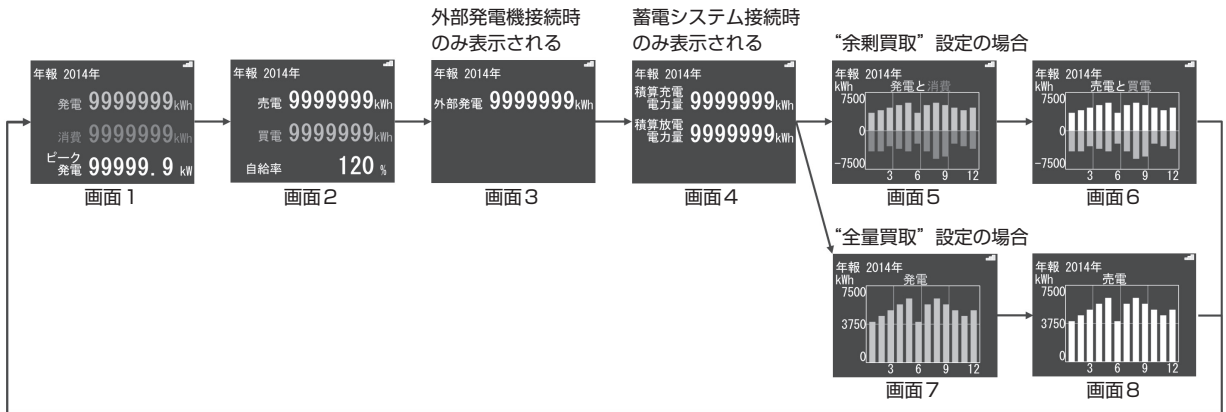 外部発電機接続時
のみ表示される
蓄電システム接続時
のみ表示される
“余剰買取”設定の場合
年報 2014年
発電 9999999kWh
消費 9999999kWh
ピーク
発電 99999.9 kW
画面1
年報 2014年
売電 9999999kWh
買電 9999999kWh
自給率 120 %
画面2
年報 2014年
外部発電 9999999kWh
画面3
年報 2014年
積算充電
電力量 9999999kWh
積算放電
電力量 9999999kWh
画面4
年報 2014年
kWh 発電と消費
7500
0
-7500
3 6 9 12
画面5
年報 2014年
kWh 売電と買電
7500
0
-7500
3 6 9 12
画面6
“全量買取”設定の場合
年報 2014年
kWh 発電
7500
3750
0
3 6 9 12
画面7
年報 2014年
kWh 売電
7500
3750
0
3 6 9 12
画面8